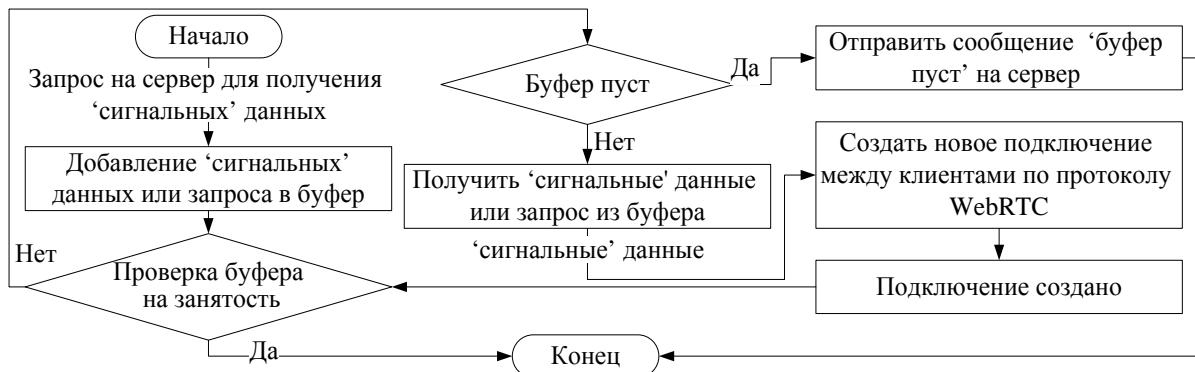 Начало
Запрос на сервер для получения
‘сигнальных’ данных
Добавление ‘сигнальных’
данных или запроса в буфер
Нет
Проверка буфера
на занятость
Да
Буфер пуст
Да
Нет
Получить ‘сигнальные' данные
или запрос из буфера
‘сигнальные’ данные
Отправить сообщение ‘буфер
пуст’ на сервер
Создать новое подключение
между клиентами по протоколу
WebRTC
Подключение создано
Конец